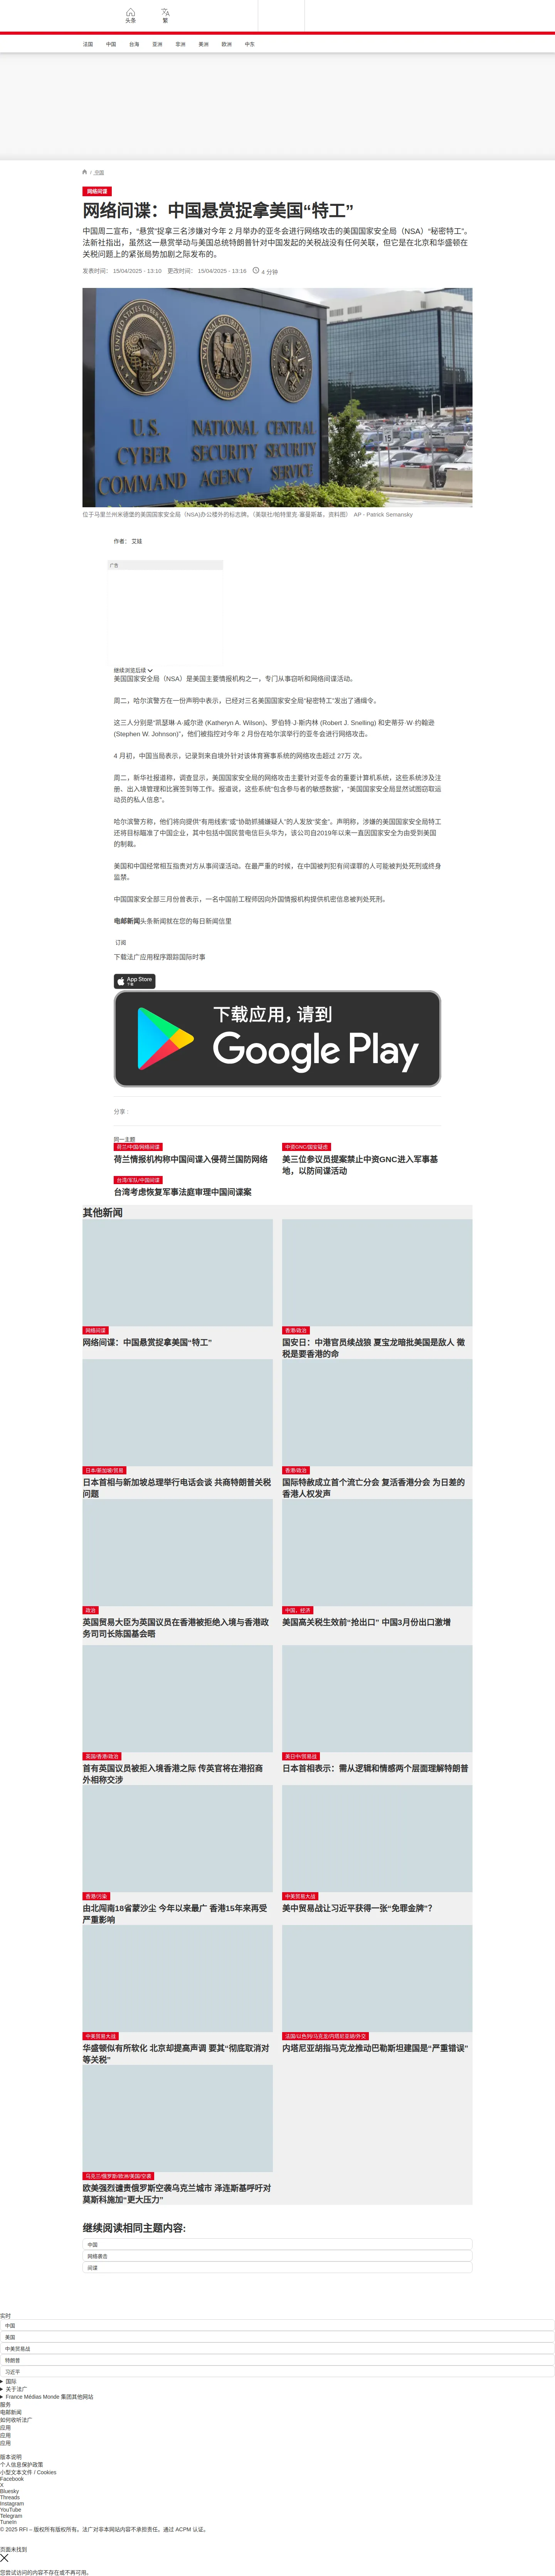 头条
繁
法国
中国
台海
亚洲
非洲
美洲
欧洲
中东
/ 中国
网络间谍
网络间谍：中国悬赏捉拿美国“特工”
中国周二宣布，“悬赏”捉拿三名涉嫌对今年 2 月举办的亚冬会进行网络攻击的美国国家安全局（NSA）“秘密特工”。
法新社指出，虽然这一悬赏举动与美国总统特朗普针对中国发起的关税战没有任何关联，但它是在北京和华盛顿在
关税问题上的紧张局势加剧之际发布的。
发表时间： 15/04/2025 - 13:10 更改时间： 15/04/2025 - 13:16 4 分钟
U.S.
CYBER
COMMAND
NATIONAL
SECURITY
AGENCY
CENTRAL
SECURITY
SERVICE
位于马里兰州米德堡的美国国家安全局（NSA)办公楼外的标志牌。（美联社/帕特里克·塞曼斯基，资料图） AP - Patrick Semansky
作者： 艾娃
广告
继续浏览后续
美国国家安全局（NSA）是美国主要情报机构之一，专门从事窃听和网络间谍活动。
周二，哈尔滨警方在一份声明中表示，已经对三名美国国家安全局“秘密特工”发出了通缉令。
这三人分别是“凯瑟琳·A·威尔逊 (Katheryn A. Wilson)、罗伯特·J·斯内林 (Robert J. Snelling) 和史蒂芬·W·约翰逊
(Stephen W. Johnson)”，他们被指控对今年 2 月份在哈尔滨举行的亚冬会进行网络攻击。
4 月初，中国当局表示，记录到来自境外针对该体育赛事系统的网络攻击超过 27万 次。
周二，新华社报道称，调查显示，美国国家安全局的网络攻击主要针对亚冬会的重要计算机系统，这些系统涉及注
册、出入境管理和比赛签到等工作。报道说，这些系统“包含参与者的敏感数据”，“美国国家安全局显然试图窃取运
动员的私人信息”。
哈尔滨警方称，他们将向提供“有用线索”或“协助抓捕嫌疑人”的人发放“奖金”。声明称，涉嫌的美国国家安全局特工
还将目标瞄准了中国企业，其中包括中国民营电信巨头华为，该公司自2019年以来一直因国家安全为由受到美国
的制裁。
美国和中国经常相互指责对方从事间谍活动。在最严重的时候，在中国被判犯有间谍罪的人可能被判处死刑或终身
监禁。
中国国家安全部三月份曾表示，一名中国前工程师因向外国情报机构提供机密信息被判处死刑。
电邮新闻头条新闻就在您的每日新闻信里
订阅
下载法广应用程序跟踪国际时事
App Store
下载
下载应用，请到
Google Play
分享 :
同一主题
荷兰/中国/网络间谍
荷兰情报机构称中国间谍入侵荷兰国防网络
中资GNC/国安疑虑
美三位参议员提案禁止中资GNC进入军事基
地，以防间谍活动
台湾/军队/中国间谍
台湾考虑恢复军事法庭审理中国间谍案
其他新闻
网络间谍
网络间谍：中国悬赏捉拿美国“特工”
香港/政治
国安日：中港官员续战狼 夏宝龙暗批美国是敌人 徵
税是要香港的命
日本/新加坡/贸易
日本首相与新加坡总理举行电话会谈 共商特朗普关税
问题
香港/政治
国际特赦成立首个流亡分会 复活香港分会 为日差的
香港人权发声
政治
英国贸易大臣为英国议员在香港被拒绝入境与香港政
务司司长陈国基会晤
中国，经济
美国高关税生效前“抢出口” 中国3月份出口激增
英国/香港/政治
首有英国议员被拒入境香港之际 传英官将在港招商
外相称交涉
美日中/贸易战
日本首相表示：需从逻辑和情感两个层面理解特朗普
香港/污染
由北闯南18省蒙沙尘 今年以来最广 香港15年来再受
严重影响
中美贸易大战
美中贸易战让习近平获得一张“免罪金牌”？
中美贸易大战
华盛顿似有所软化 北京却提高声调 要其“彻底取消对
等关税”
法国/以色列/马克龙/内塔尼亚胡/外交
内塔尼亚胡指马克龙推动巴勒斯坦建国是“严重错误”
乌克兰/俄罗斯/欧洲/美国/空袭
欧美强烈谴责俄罗斯空袭乌克兰城市 泽连斯基呼吁对
莫斯科施加“更大压力”
继续阅读相同主题内容:
中国
网络袭击
间谍
实时
中国
美国
中美贸易战
特朗普
习近平
国际
关于法广
France Médias Monde 集团其他网站
服务
电邮新闻
如何收听法广
应用
应用
应用
版本说明
个人信息保护政策
小型文本文件 / Cookies
Facebook
X
Bluesky
Threads
Instagram
YouTube
Telegram
TuneIn
© 2025 RFI – 版权所有版权所有。法广对非本网站内容不承担责任。通过 ACPM 认证。
页面未找到
您尝试访问的内容不存在或不再可用。